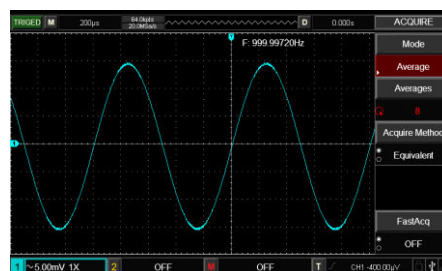 TRIGED M 200μs 64.0kpts 20.0MSa/s D 0.000s ACQUIRE
F: 999.99720Hz
Mode
Average
Averages
8
Acquire Method
Equivalent
FastAcq
OFF
1 ~5.00mV 1X 2 OFF M OFF T CH1 -400.00μV